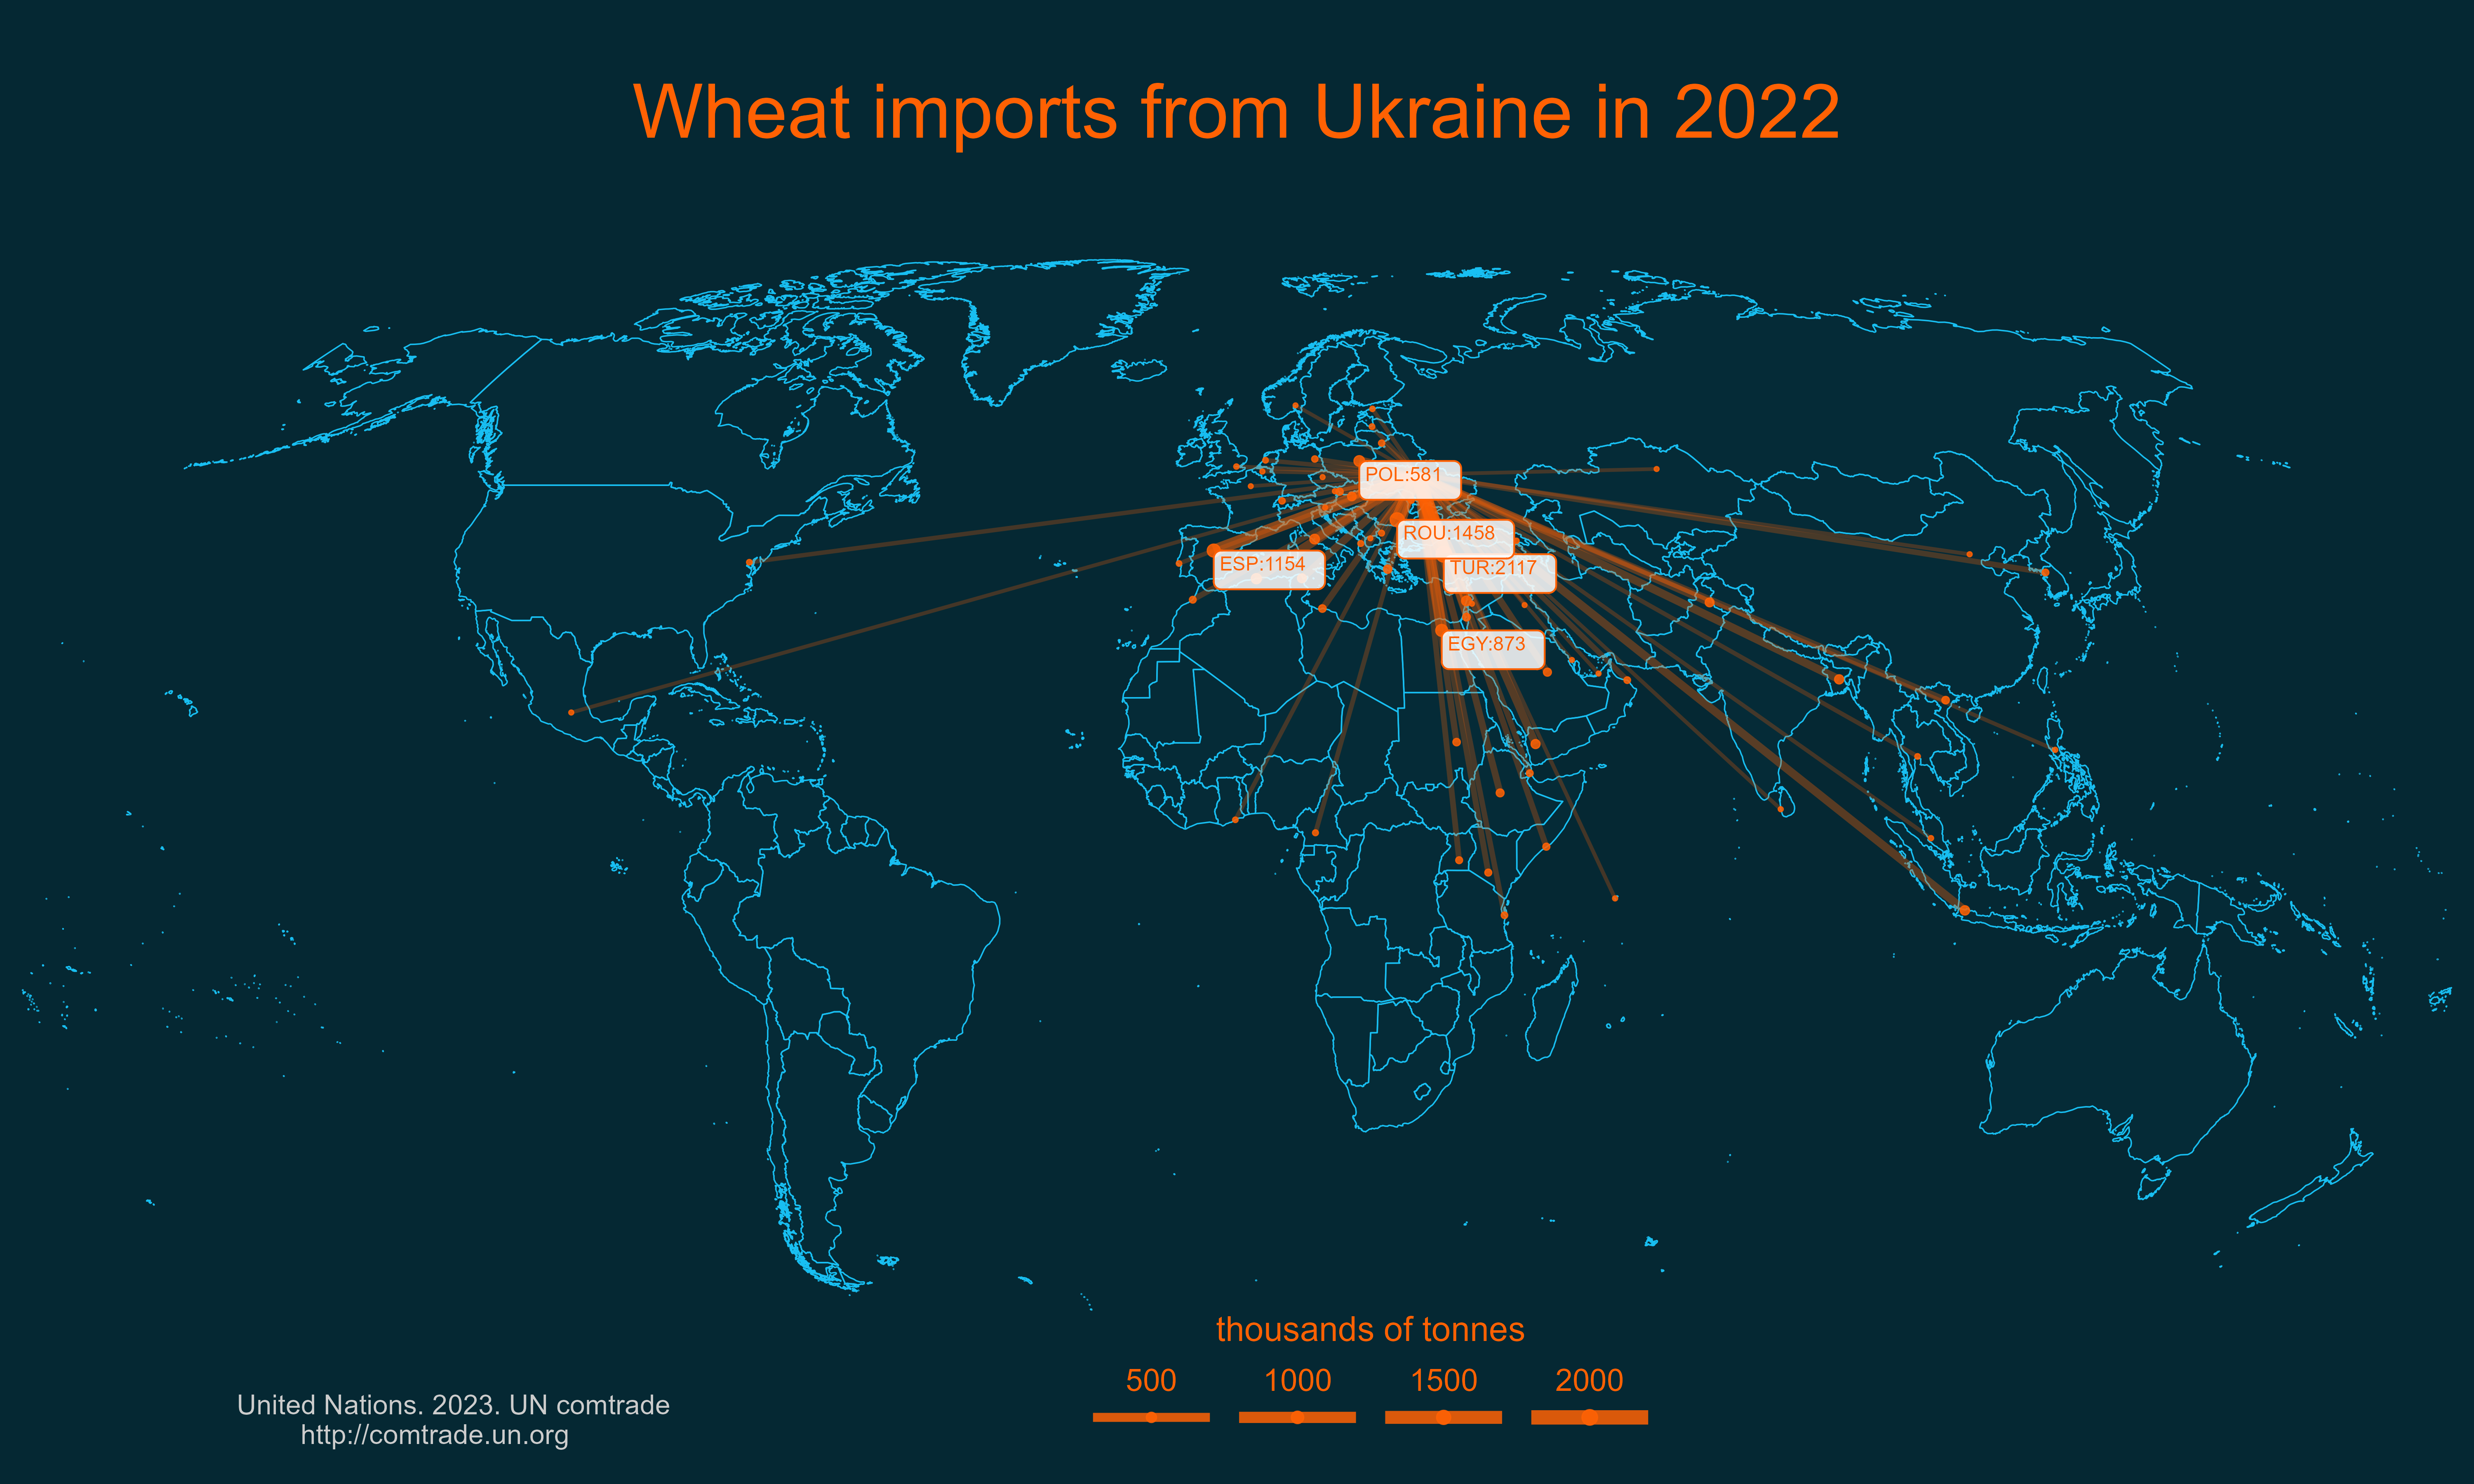 Wheat imports from Ukraine in 2022
POL:581
ROU:1458
ESP:1154
TUR:2117
EGY:873
thousands of tonnes
500 1000 1500 2000
United Nations. 2023. UN comtrade
http://comtrade.un.org